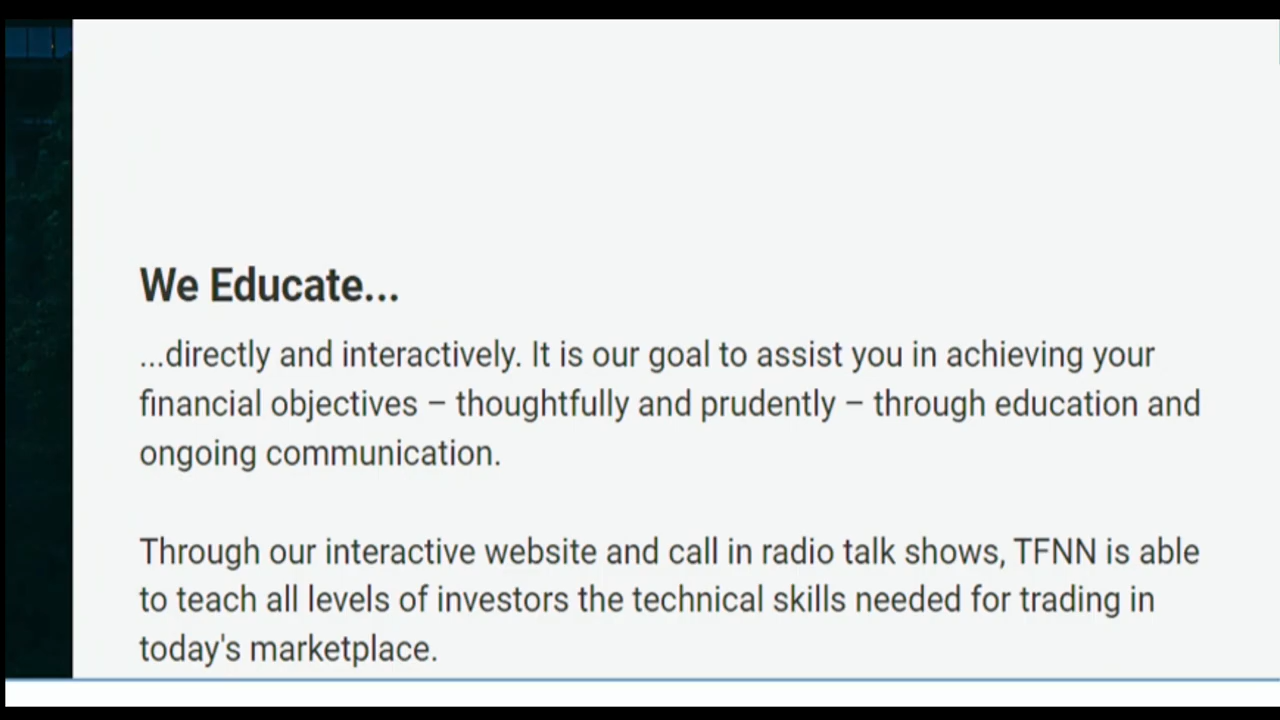 We Educate...
...directly and interactively. It is our goal to assist you in achieving your
financial objectives – thoughtfully and prudently – through education and
ongoing communication.
Through our interactive website and call in radio talk shows, TFNN is able
to teach all levels of investors the technical skills needed for trading in
today's marketplace.